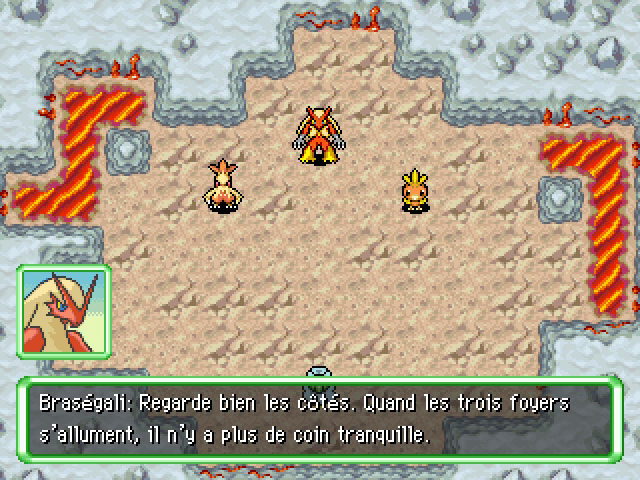 Braségali: Regarde bien les côtés. Quand les trois foyers
s'allument, il n'y a plus de coin tranquille.